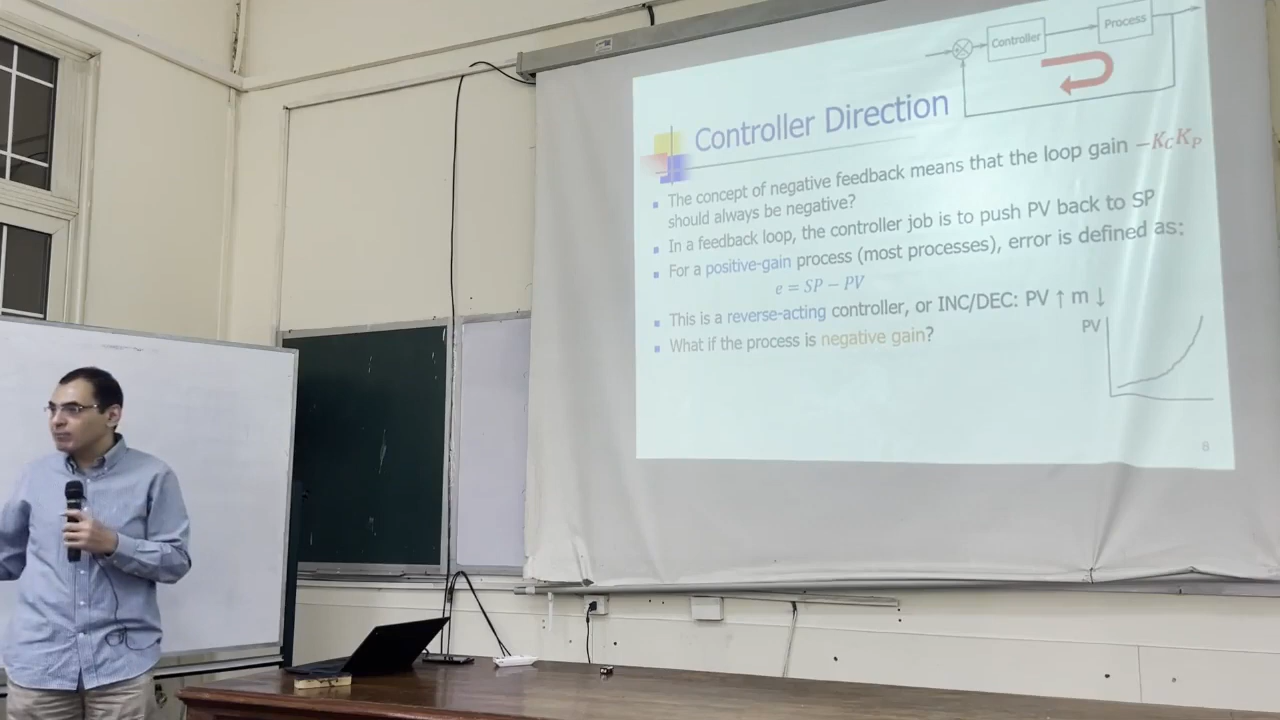 Controller
Process
Controller Direction
The concept of negative feedback means that the loop gain −K_C K_P
should always be negative?
In a feedback loop, the controller job is to push PV back to SP
For a positive-gain process (most processes), error is defined as:
e = SP − PV
This is a reverse-acting controller, or INC/DEC: PV ↑ m ↓
What if the process is negative gain?
PV
8